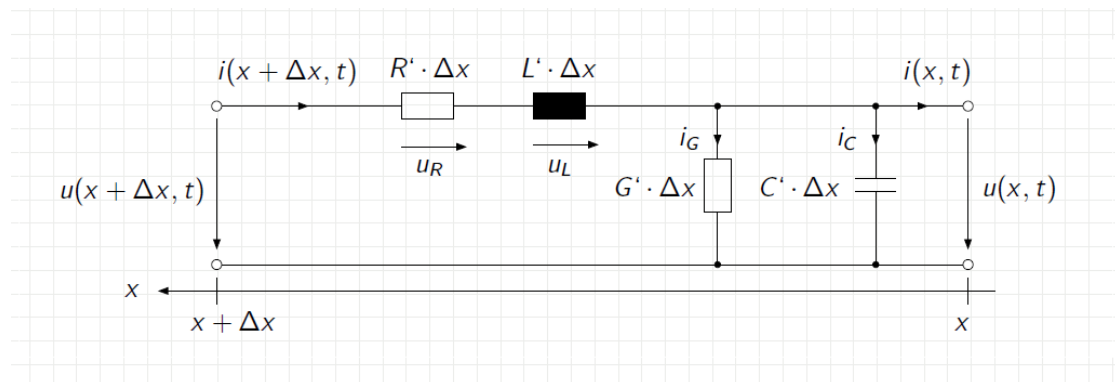 i(x + Δx, t) R‘ · Δx L‘ · Δx i(x, t)
u_R u_L i_G i_C
u(x + Δx, t) G‘ · Δx C‘ · Δx u(x, t)
x
x + Δx x